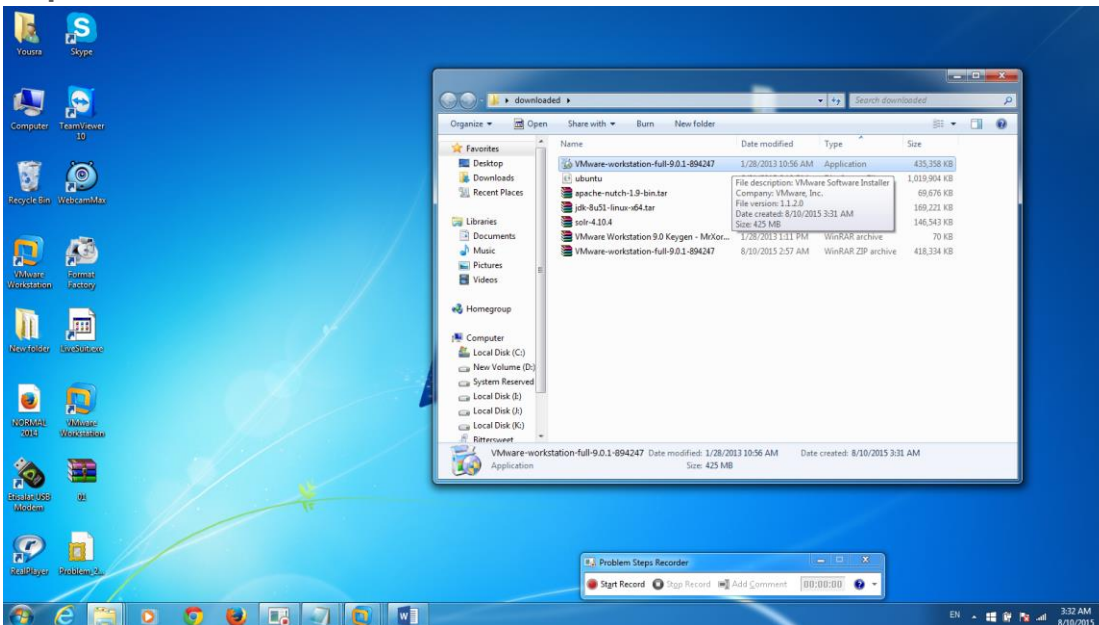 Yousra
Skype
Computer
TeamViewer
10
Recycle Bin
WebcamMax
VMware
Workstation
Format
Factory
New folder
LiveSuit.exe
NORMAL
2014
VMware
Workstation
Etisalat USB
Modem
01
RealPlayer
Problem_2...
downloaded
Search downloaded
Organize
Open
Share with
Burn
New folder
Favorites
Desktop
Downloads
Recent Places
Libraries
Documents
Music
Pictures
Videos
Homegroup
Computer
Local Disk (C:)
New Volume (D:)
System Reserved
Local Disk (I:)
Local Disk (J:)
Local Disk (K:)
Bittersweet
Name Date modified Type Size
VMware-workstation-full-9.0.1-894247 1/28/2013 10:56 AM Application 435,358 KB
ubuntu 1,019,904 KB
apache-nutch-1.9-bin.tar 69,676 KB
jdk-8u51-linux-x64.tar 169,221 KB
solr-4.10.4 146,543 KB
VMware Workstation 9.0 Keygen - MrXor... 1/28/2013 1:11 PM WinRAR archive 70 KB
VMware-workstation-full-9.0.1-894247 8/10/2015 2:57 AM WinRAR ZIP archive 418,334 KB
File description: VMware Software Installer
Company: VMware, Inc.
File version: 1.1.2.0
Date created: 8/10/2015 3:31 AM
Size: 425 MB
VMware-workstation-full-9.0.1-894247 Date modified: 1/28/2013 10:56 AM Date created: 8/10/2015 3:31 AM
Application Size: 425 MB
Problem Steps Recorder
Start Record Stop Record Add Comment 00:00:00
EN
3:32 AM
8/10/2015